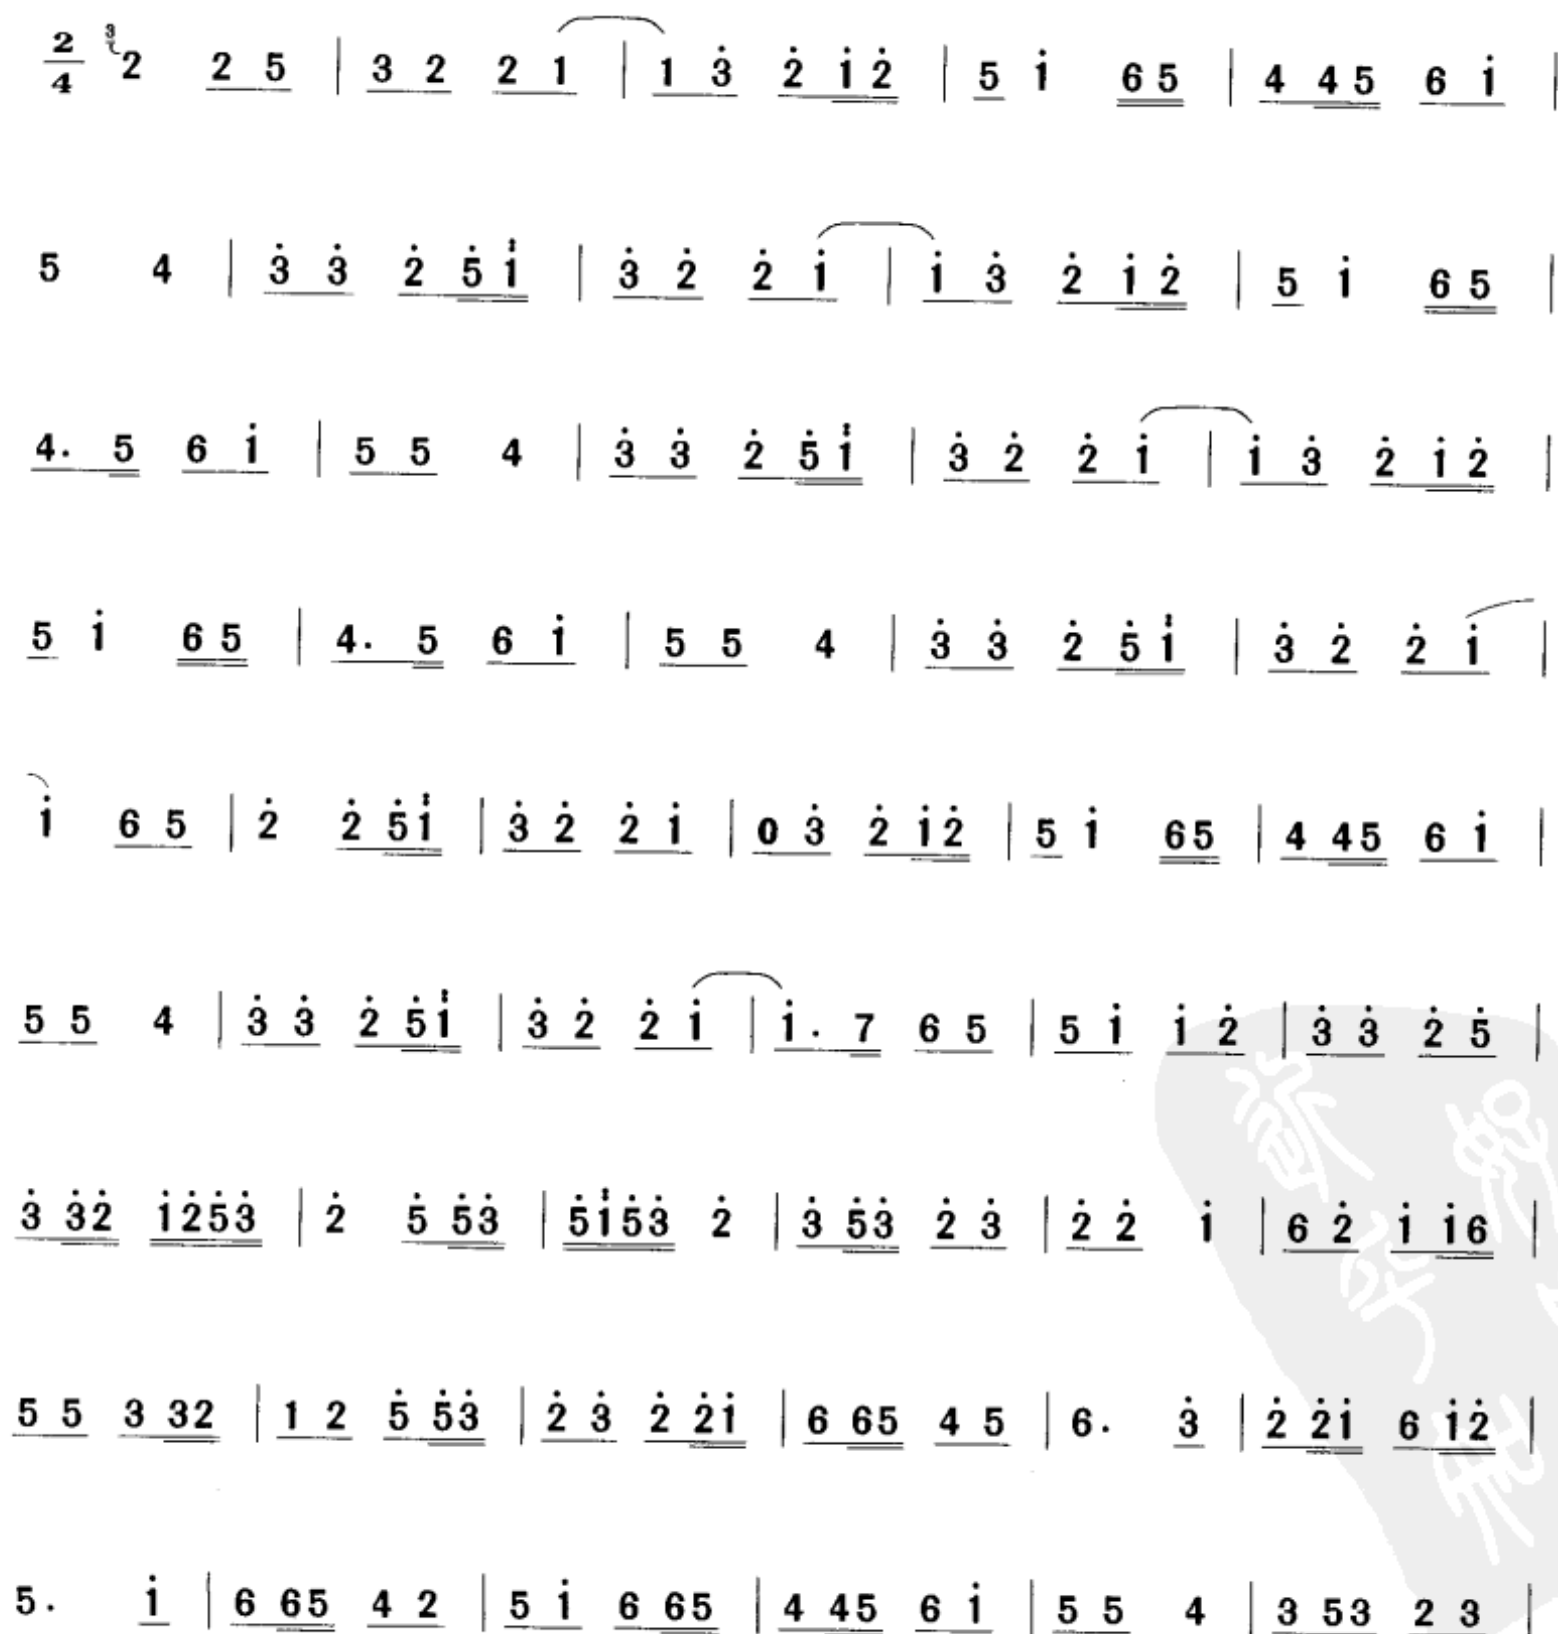 2/4 3 2 2 5 | 3 2 2 1 | 1 3̇ 2̇ 1̇ 2̇ | 5 1̇ 6 5 | 4 4 5 6 1̇ |
5 4 | 3̇ 3̇ 2̇ 5̇ 1̈ | 3̇ 2̇ 2̇ 1̇ | 1̇ 3̇ 2̇ 1̇ 2̇ | 5 1̇ 6 5 |
4. 5 6 1̇ | 5 5 4 | 3̇ 3̇ 2̇ 5̇ 1̈ | 3̇ 2̇ 2̇ 1̇ | 1̇ 3̇ 2̇ 1̇ 2̇ |
5 1̇ 6 5 | 4. 5 6 1̇ | 5 5 4 | 3̇ 3̇ 2̇ 5̇ 1̈ | 3̇ 2̇ 2̇ 1̇ |
1̇ 6 5 | 2̇ 2̇ 5̇ 1̈ | 3̇ 2̇ 2̇ 1̇ | 0 3̇ 2̇ 1̇ 2̇ | 5 1̇ 6 5 | 4 4 5 6 1̇ |
5 5 4 | 3̇ 3̇ 2̇ 5̇ 1̈ | 3̇ 2̇ 2̇ 1̇ | 1̇. 7 6 5 | 5 1̇ 1̇ 2̇ | 3̇ 3̇ 2̇ 5̇ |
3̇ 3̇ 2̇ 1̇ 2̇ 5̇ 3̇ | 2̇ 5̇ 5̇ 3̇ | 5̇ 1̈ 5̇ 3̇ 2̇ | 3̇ 5̇ 3̇ 2̇ 3̇ | 2̇ 2̇ 1̇ | 6 2̇ 1̇ 1̇ 6 |
5 5 3 3 2 | 1 2 5̇ 5̇ 3̇ | 2̇ 3̇ 2̇ 2̇ 1̇ | 6 6 5 4 5 | 6. 3̇ | 2̇ 2̇ 1̇ 6 1̇ 2̇ |
5. 1̇ | 6 6 5 4 2 | 5 1̇ 6 6 5 | 4 4 5 6 1̇ | 5 5 4 | 3 5 3 2 3 |